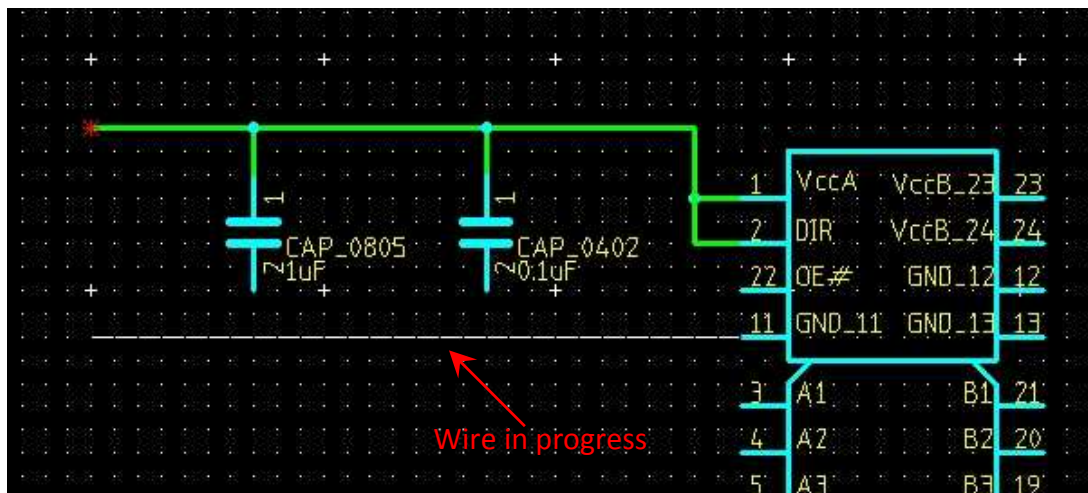 1 VccA VccB_23 23
2 DIR VccB_24 24
22 OE# GND_12 12
11 GND_11 GND_13 13
1
2
CAP_0805
1uF
1
2
CAP_0402
0.1uF
Wire in progress
3 A1 B1 21
4 A2 B2 20
5 A3 B3 19